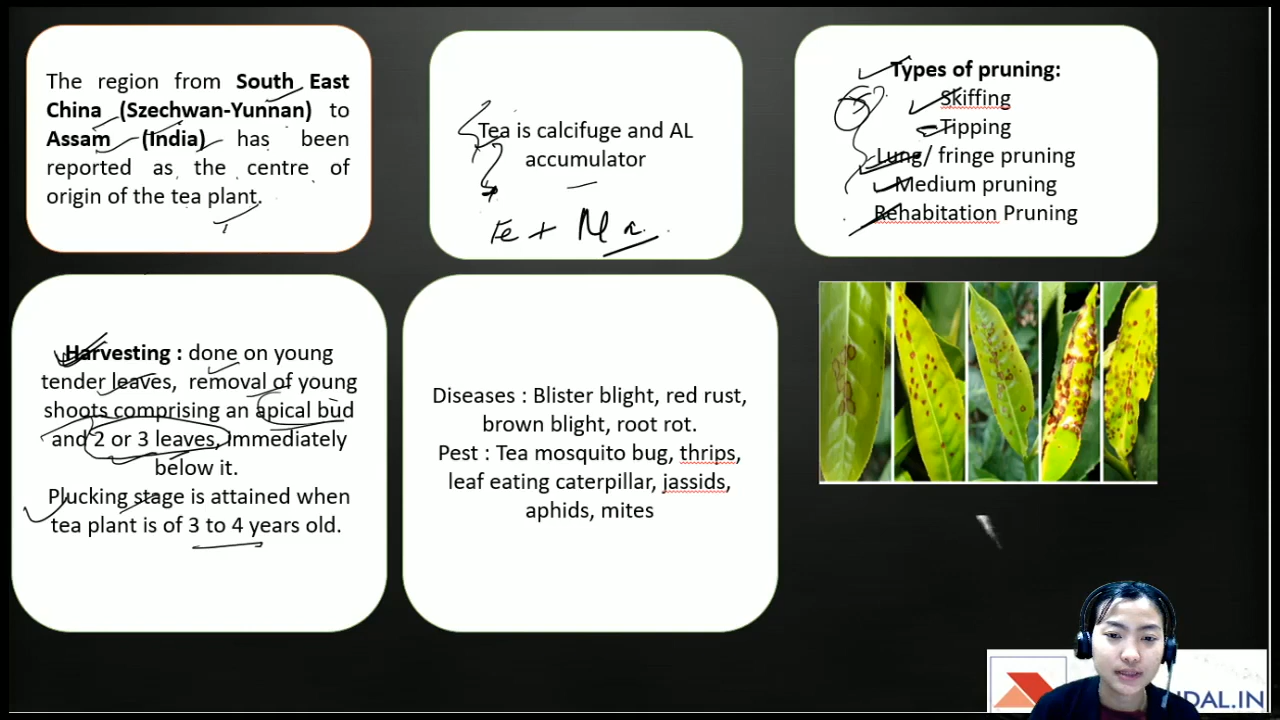 The region from South East
China (Szechwan-Yunnan) to
Assam (India) has been
reported as the centre of
origin of the tea plant.
Tea is calcifuge and AL
accumulator
Fe + Mn
Types of pruning:
Skiffing
Tipping
Lung/ fringe pruning
Medium pruning
Rehabitation Pruning
Harvesting : done on young
tender leaves, removal of young
shoots comprising an apical bud
and 2 or 3 leaves, immediately
below it.
Plucking stage is attained when
tea plant is of 3 to 4 years old.
Diseases : Blister blight, red rust,
brown blight, root rot.
Pest : Tea mosquito bug, thrips,
leaf eating caterpillar, jassids,
aphids, mites
DAL.IN